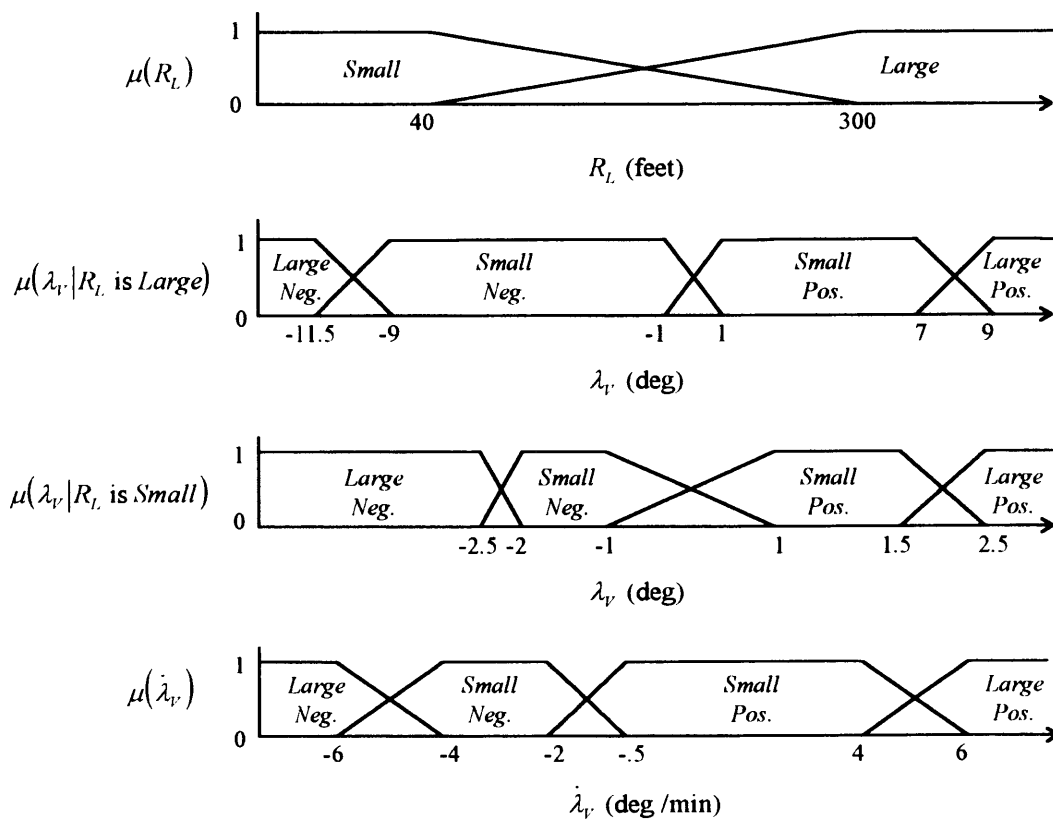 1
μ(R_L)
Small
Large
0
40
300
R_L (feet)
1
μ(λ_V|R_L is Large)
Large Neg.
Small Neg.
Small Pos.
Large Pos.
0
-11.5
-9
-1
1
7
9
λ_V (deg)
1
μ(λ_V|R_L is Small)
Large Neg.
Small Neg.
Small Pos.
Large Pos.
0
-2.5
-2
-1
1
1.5
2.5
λ_V (deg)
1
μ(λ̇_V)
Large Neg.
Small Neg.
Small Pos.
Large Pos.
0
-6
-4
-2
-.5
4
6
λ̇_V (deg /min)